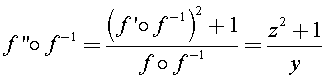 f''∘ f⁻¹ = ((f'∘ f⁻¹)² + 1)/(f ∘ f⁻¹) = (z² + 1)/y